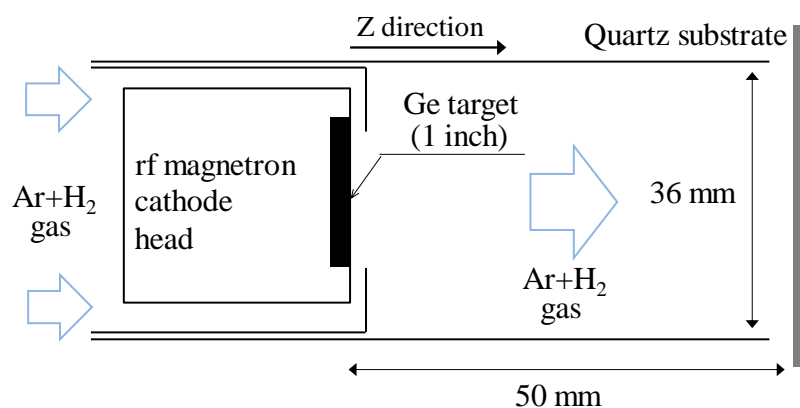 Z direction
Quartz substrate
Ge target
(1 inch)
rf magnetron
cathode
head
Ar+H₂
gas
36 mm
Ar+H₂
gas
50 mm